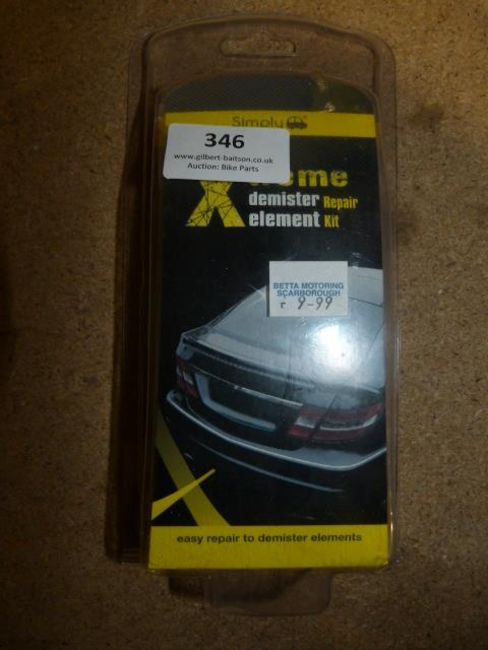 Simply
346
www.gilbert-baitson.co.uk
Auction: Bike Parts
demister Repair
element Kit
BETTA MOTORING
SCARBOROUGH
9-99
easy repair to demister elements